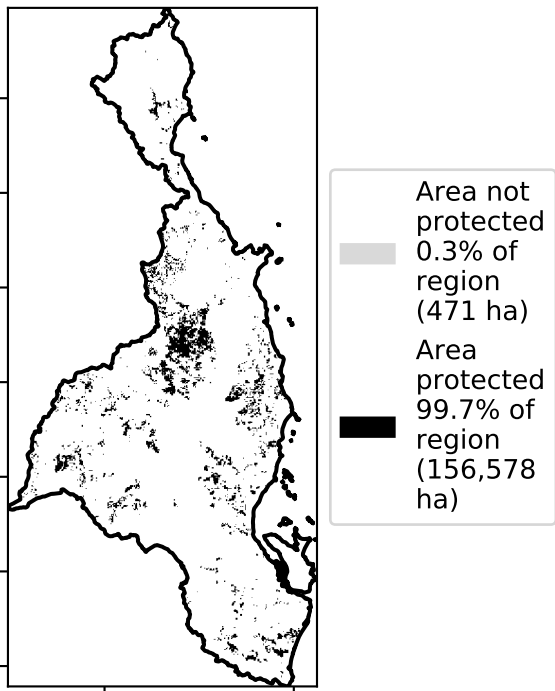 Area not
protected
0.3% of
region
(471 ha)
Area
protected
99.7% of
region
(156,578
ha)